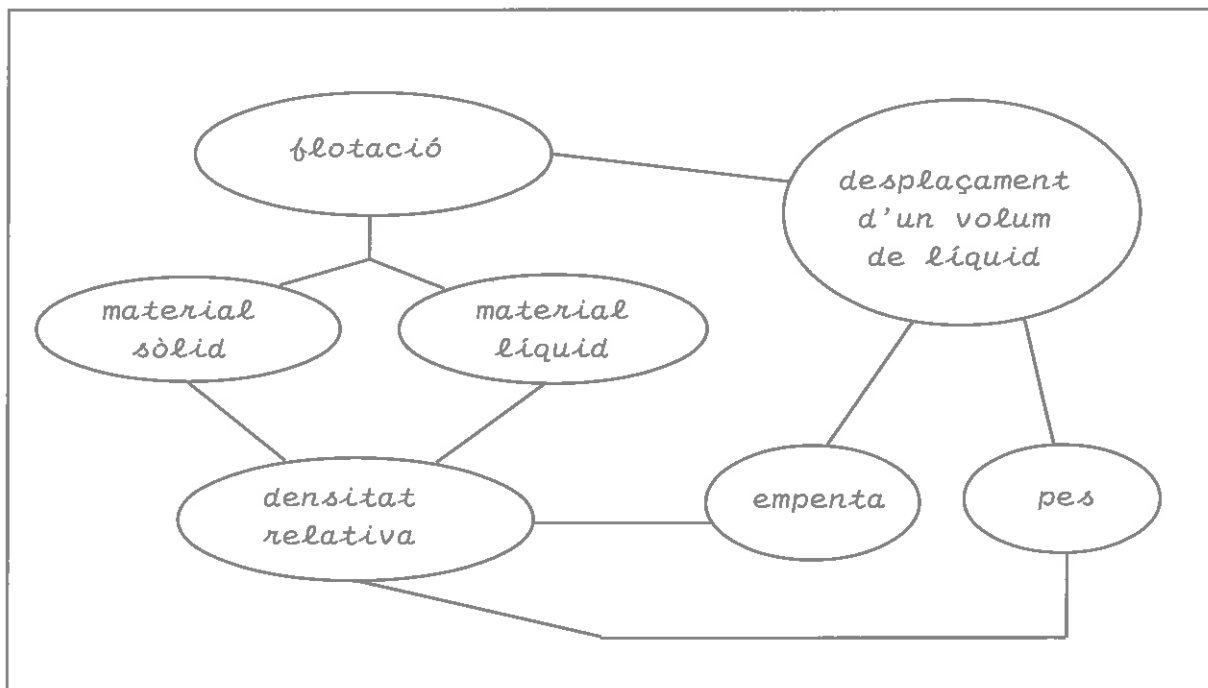 flotació
desplaçament
d'un volum
de líquid
material
sòlid
material
líquid
densitat
relativa
empenta
pes